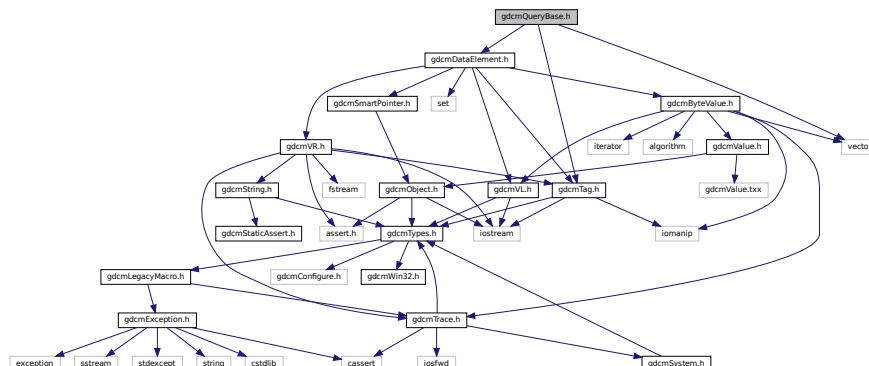 gdcmQueryBase.h
gdcmDataElement.h
gdcmSmartPointer.h
set
gdcmByteValue.h
gdcmVR.h
iterator
algorithm
gdcmValue.h
vector
gdcmString.h
fstream
gdcmObject.h
gdcmVL.h
gdcmTag.h
gdcmValue.txx
gdcmStaticAssert.h
assert.h
gdcmTypes.h
iostream
iomanip
gdcmLegacyMacro.h
gdcmConfigure.h
gdcmWin32.h
gdcmException.h
gdcmTrace.h
exception
sstream
stdexcept
string
cstdlib
cassert
iosfwd
gdcmSystem.h